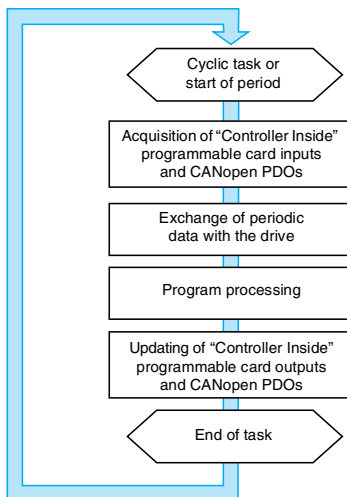 Cyclic task or
start of period
Acquisition of “Controller Inside”
programmable card inputs
and CANopen PDOs
Exchange of periodic
data with the drive
Program processing
Updating of “Controller Inside”
programmable card outputs
and CANopen PDOs
End of task